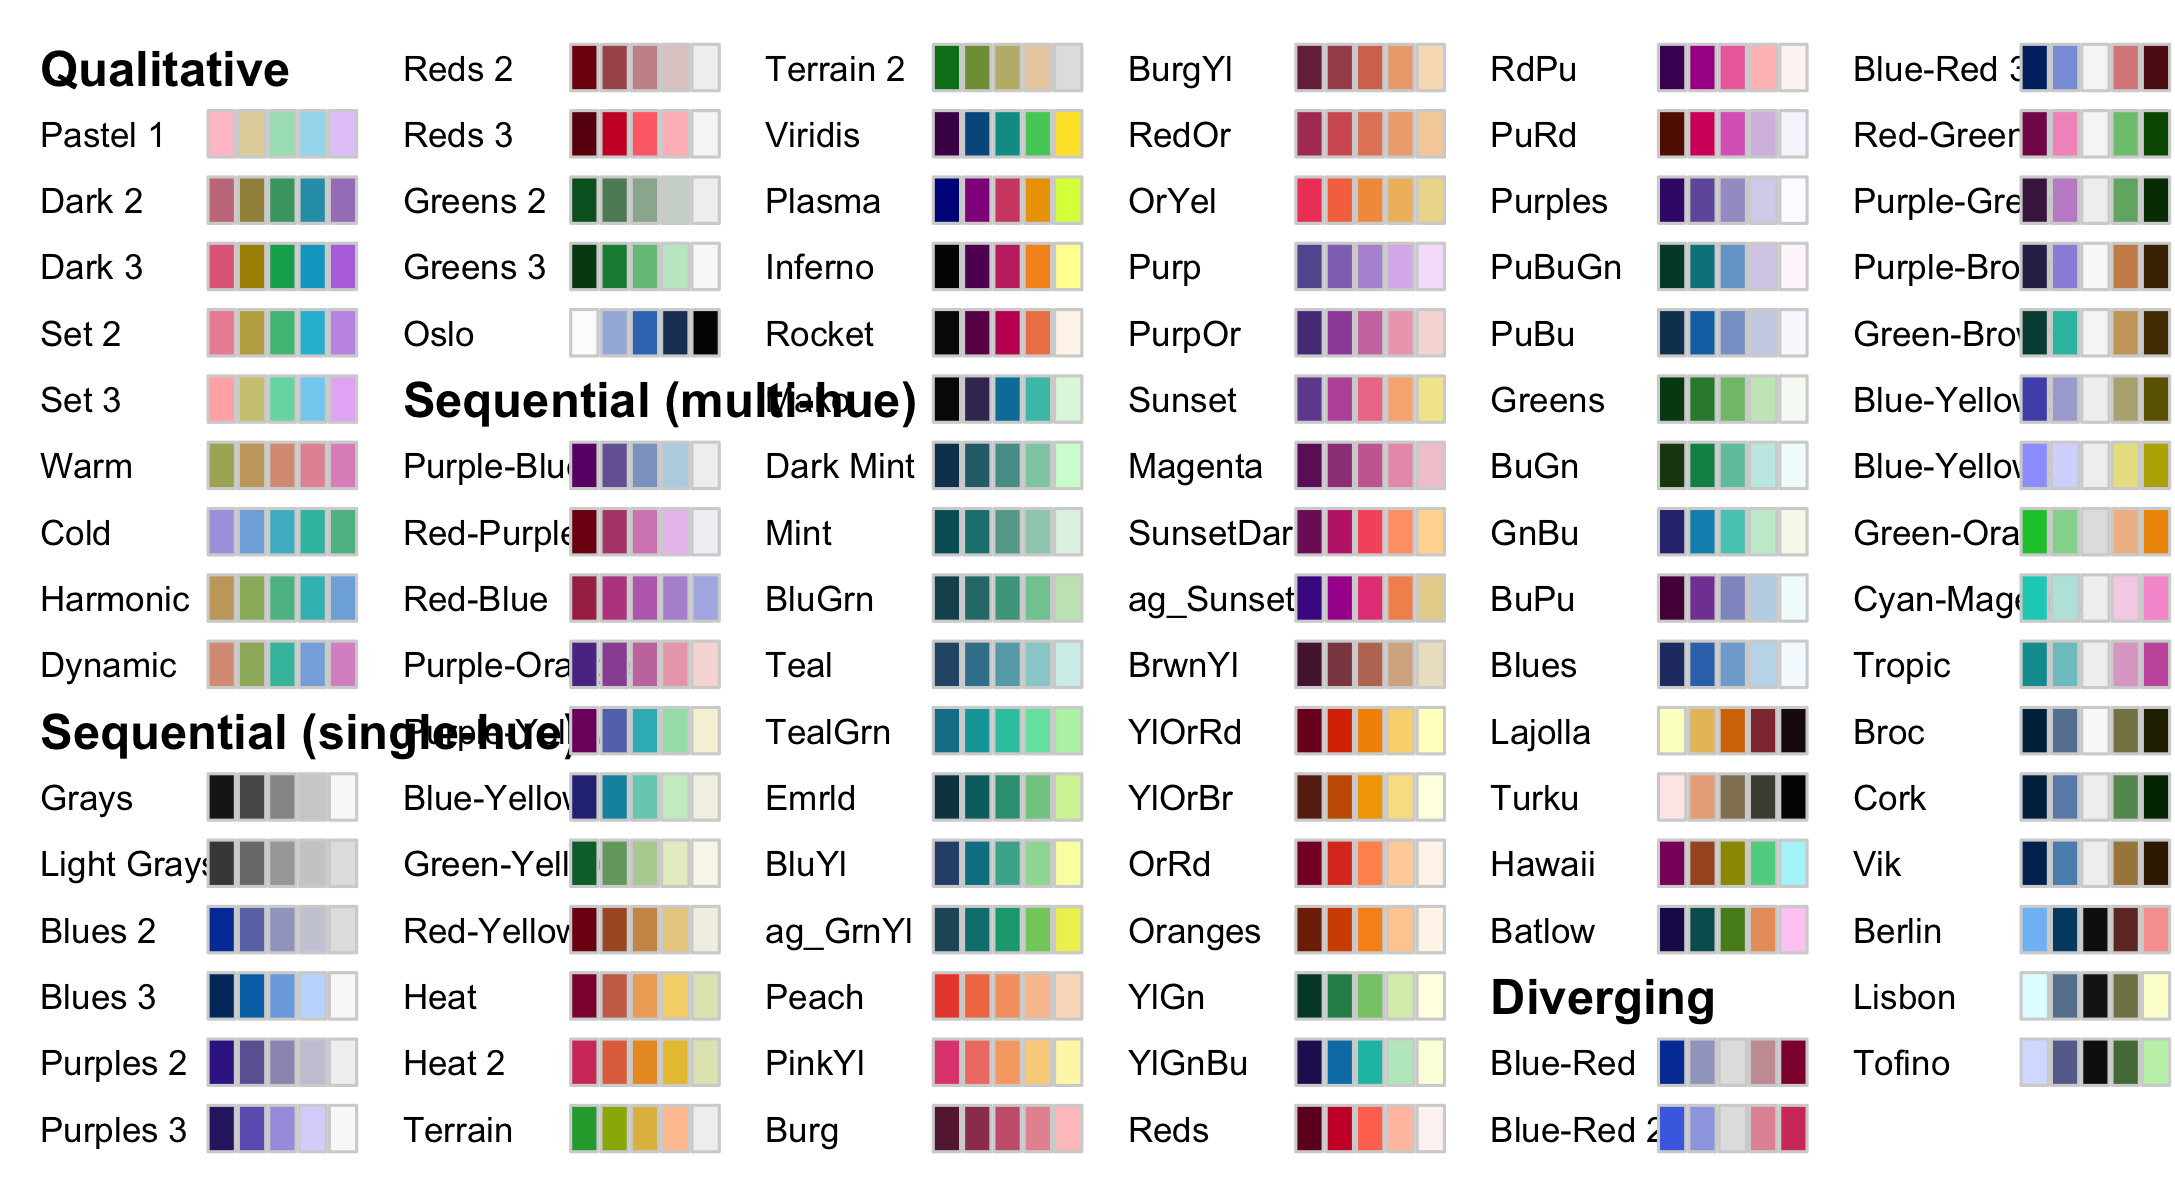 Qualitative
Pastel 1
Dark 2
Dark 3
Set 2
Set 3
Warm
Cold
Harmonic
Dynamic
Sequential (single-hue)
Grays
Light Grays
Blues 2
Blues 3
Purples 2
Purples 3
Reds 2
Reds 3
Greens 2
Greens 3
Oslo
Sequential (multi-hue)
Purple-Blue
Red-Purple
Red-Blue
Purple-Ora
Purple-Yel
Blue-Yellow
Green-Yell
Red-Yellow
Heat
Heat 2
Terrain
Terrain 2
Viridis
Plasma
Inferno
Rocket
Mako
Dark Mint
Mint
BluGrn
Teal
TealGrn
Emrld
BluYl
ag_GrnYl
Peach
PinkYl
Burg
BurgYl
RedOr
OrYel
Purp
PurpOr
Sunset
Magenta
SunsetDar
ag_Sunset
BrwnYl
YlOrRd
YlOrBr
OrRd
Oranges
YlGn
YlGnBu
Reds
RdPu
PuRd
Purples
PuBuGn
PuBu
Greens
BuGn
GnBu
BuPu
Blues
Lajolla
Turku
Hawaii
Batlow
Diverging
Blue-Red
Blue-Red 2
Blue-Red 3
Red-Green
Purple-Gre
Purple-Bro
Green-Brow
Blue-Yellow
Blue-Yellow
Green-Ora
Cyan-Mage
Tropic
Broc
Cork
Vik
Berlin
Lisbon
Tofino